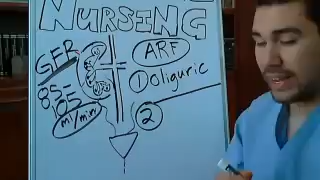 NURSING
GFR
85-
105
ml/min
ARF
① Oliguric
②